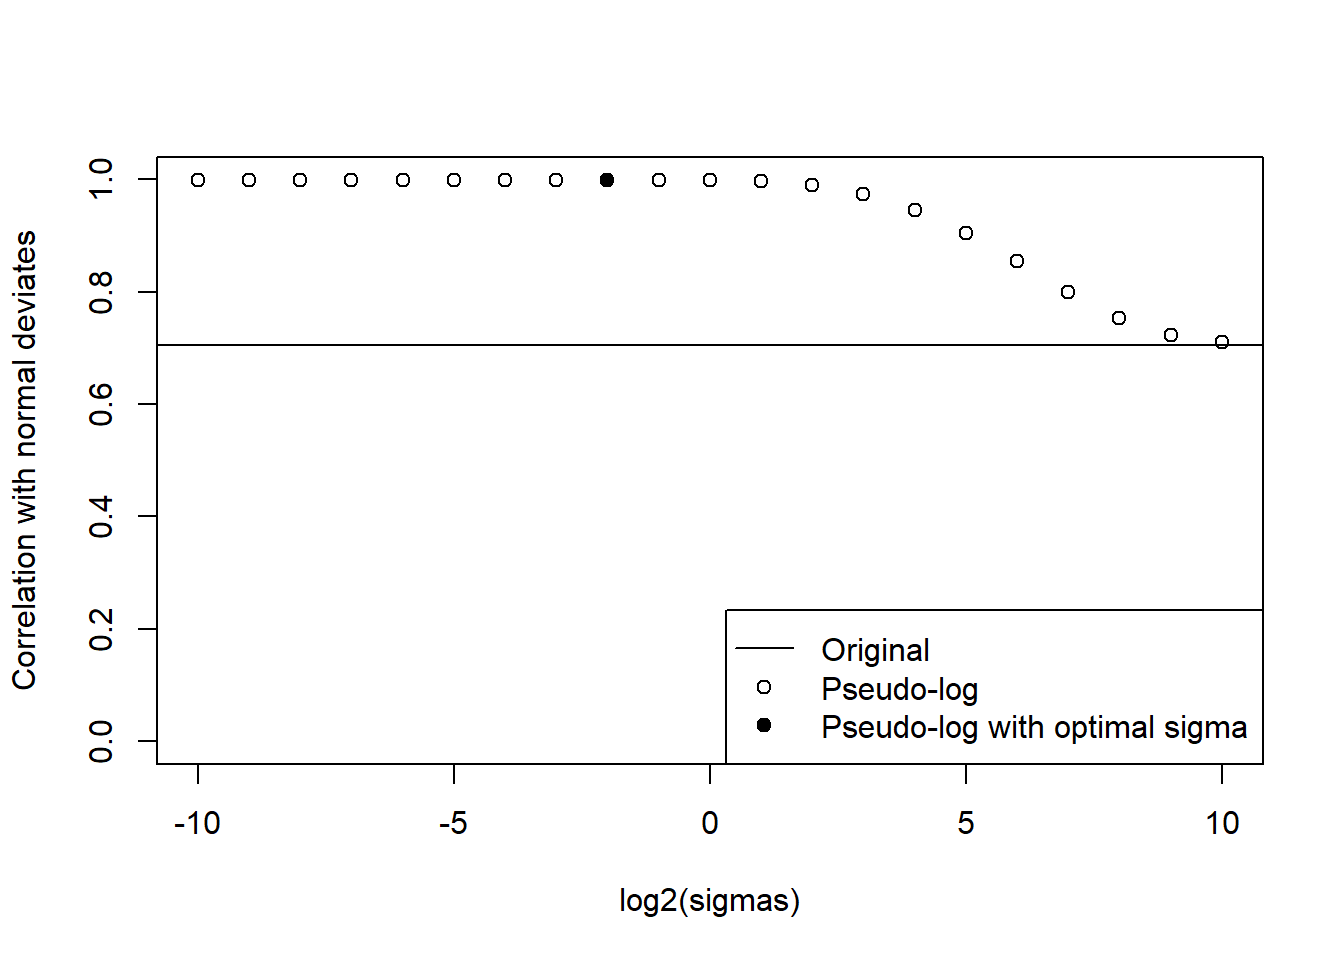 Correlation with normal deviates
1.0
0.8
0.6
0.4
0.2
0.0
Original
Pseudo-log
Pseudo-log with optimal sigma
-10 -5 0 5 10
log2(sigmas)